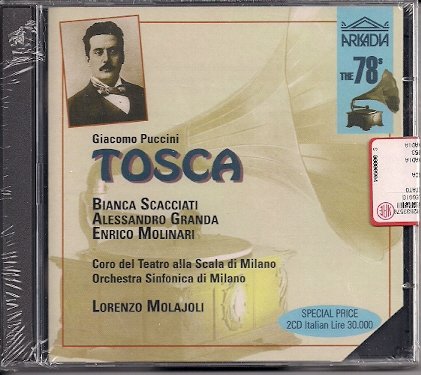 ARKADIA
THE 78s
Giacomo Puccini
TOSCA
BIANCA SCACCIATI
ALESSANDRO GRANDA
ENRICO MOLINARI
Coro del Teatro alla Scala di Milano
Orchestra Sinfonica di Milano
LORENZO MOLAJOLI
SPECIAL PRICE
2CD Italian Lire 30.000